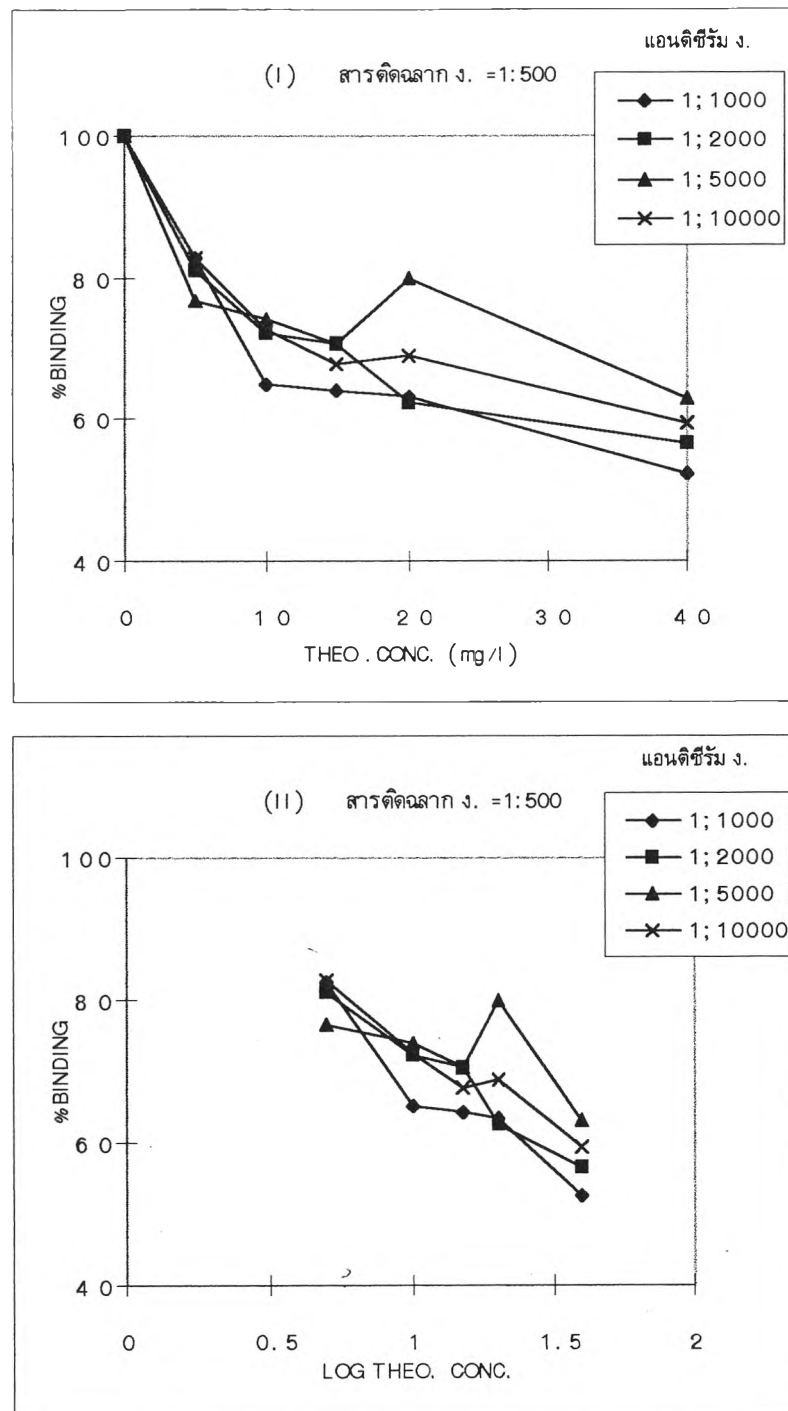 แอนติซีรัม ง.
(I) สารติดฉลาก ง. =1:500
1;1000
1;2000
1;5000
1;10000
100
80
60
40
%BINDING
0 10 20 30 40
THEO. CONC. (mg/l)
แอนติซีรัม ง.
(II) สารติดฉลาก ง. =1:500
1;1000
1;2000
1;5000
1;10000
100
80
60
40
%BINDING
0 0.5 1 1.5 2
LOG THEO. CONC.